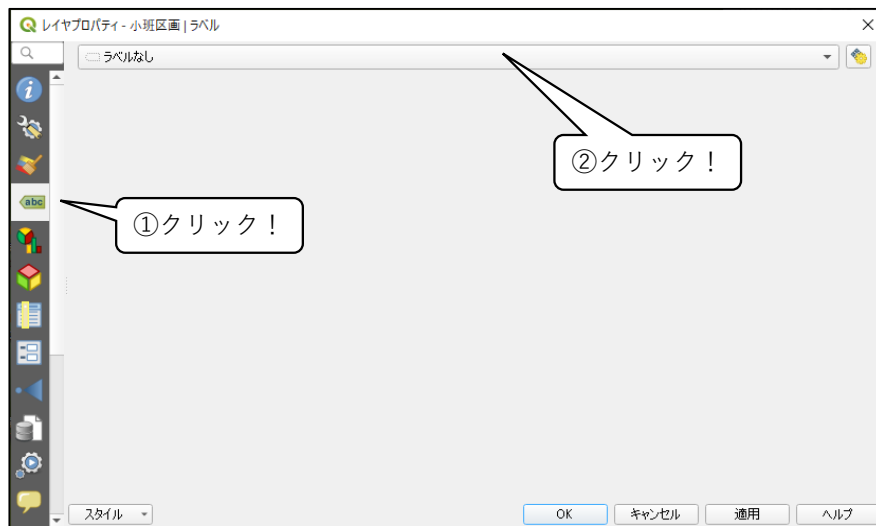 レイヤプロパティ - 小班区画 | ラベル
ラベルなし
②クリック！
abc
①クリック！
スタイル
OK
キャンセル
適用
ヘルプ